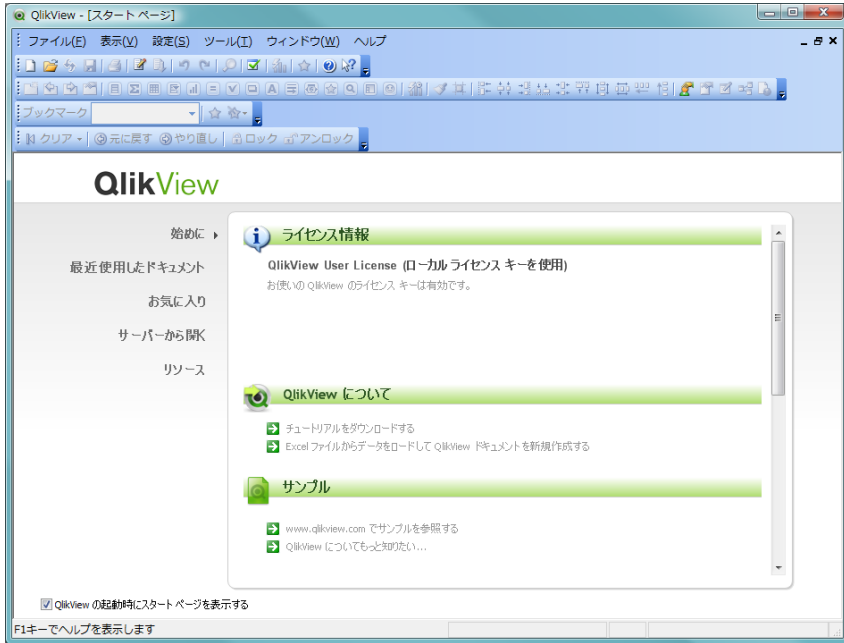 QlikView - [スタート ページ]
ファイル(F) 表示(V) 設定(S) ツール(T) ウィンドウ(W) ヘルプ
ブックマーク
クリア 元に戻す やり直し ロック アンロック
QlikView
始めに
最近使用したドキュメント
お気に入り
サーバーから開く
リソース
ライセンス情報
QlikView User License (ローカル ライセンス キーを使用)
お使いの QlikView のライセンス キーは有効です。
QlikView について
チュートリアルをダウンロードする
Excel ファイルからデータをロードして QlikView ドキュメントを新規作成する
サンプル
www.qlikview.com でサンプルを参照する
QlikView についてもっと知りたい...
QlikView の起動時にスタート ページを表示する
F1キーでヘルプを表示します